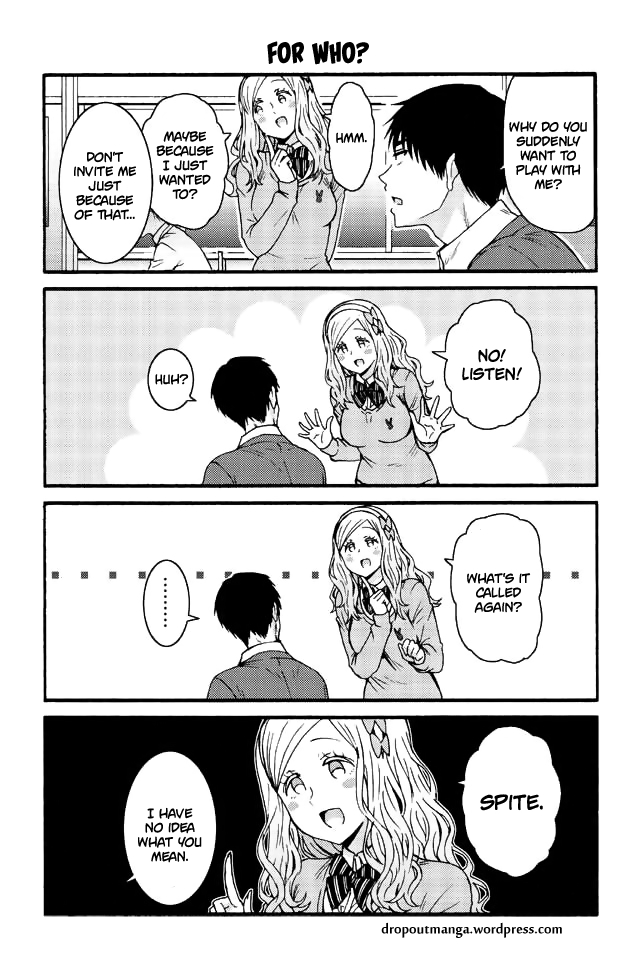 FOR WHO?
WHY DO YOU
SUDDENLY
WANT TO
PLAY WITH
ME?
HMM.
MAYBE
BECAUSE
I JUST
WANTED
TO?
DON'T
INVITE ME
JUST
BECAUSE
OF THAT...
NO!
LISTEN!
HUH?
WHAT'S IT
CALLED
AGAIN?
.........
SPITE.
I HAVE
NO IDEA
WHAT YOU
MEAN.
dropoutmanga.wordpress.com